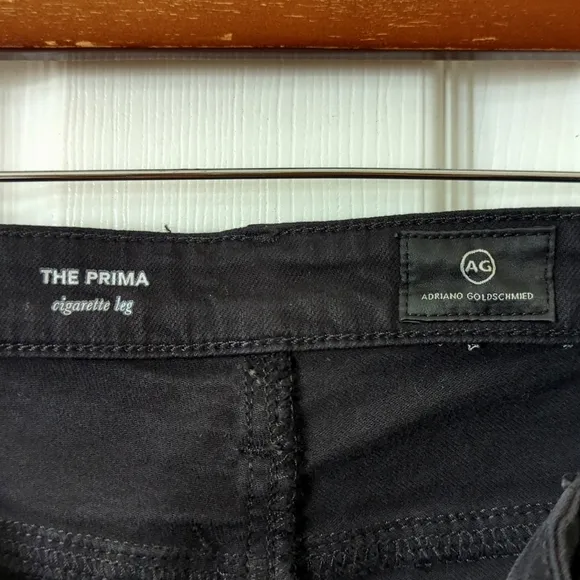 THE PRIMA
cigarette leg
AG
ADRIANO GOLDSCHMIED